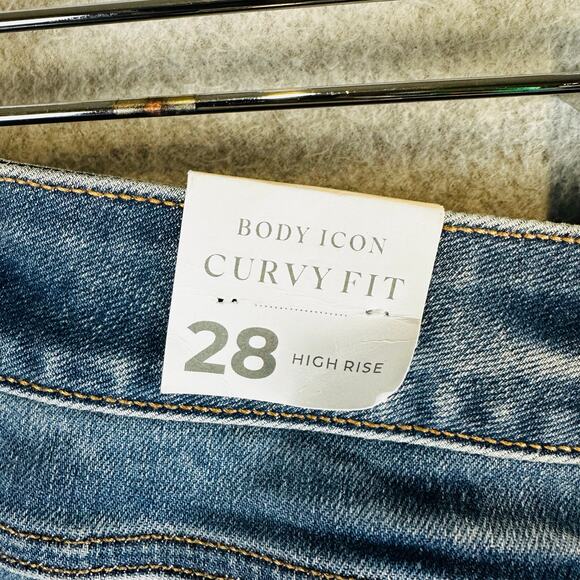 BODY ICON
CURVY FIT
28 HIGH RISE